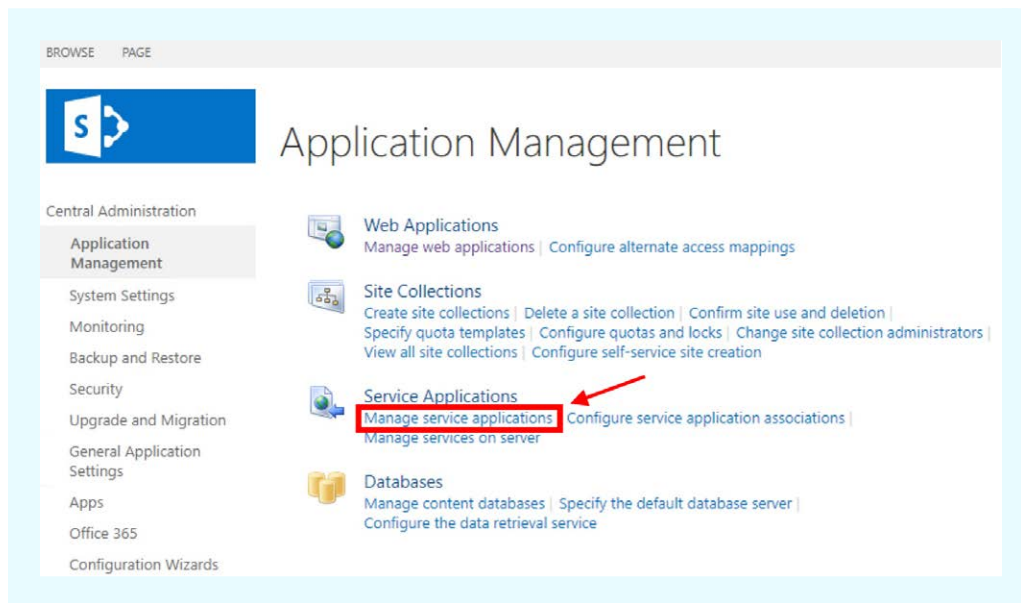 BROWSE PAGE
S
Application Management
Central Administration
Application
Management
System Settings
Monitoring
Backup and Restore
Security
Upgrade and Migration
General Application
Settings
Apps
Office 365
Configuration Wizards
Web Applications
Manage web applications | Configure alternate access mappings
Site Collections
Create site collections | Delete a site collection | Confirm site use and deletion |
Specify quota templates | Configure quotas and locks | Change site collection administrators |
View all site collections | Configure self-service site creation
Service Applications
Manage service applications Configure service application associations |
Manage services on server
Databases
Manage content databases | Specify the default database server |
Configure the data retrieval service